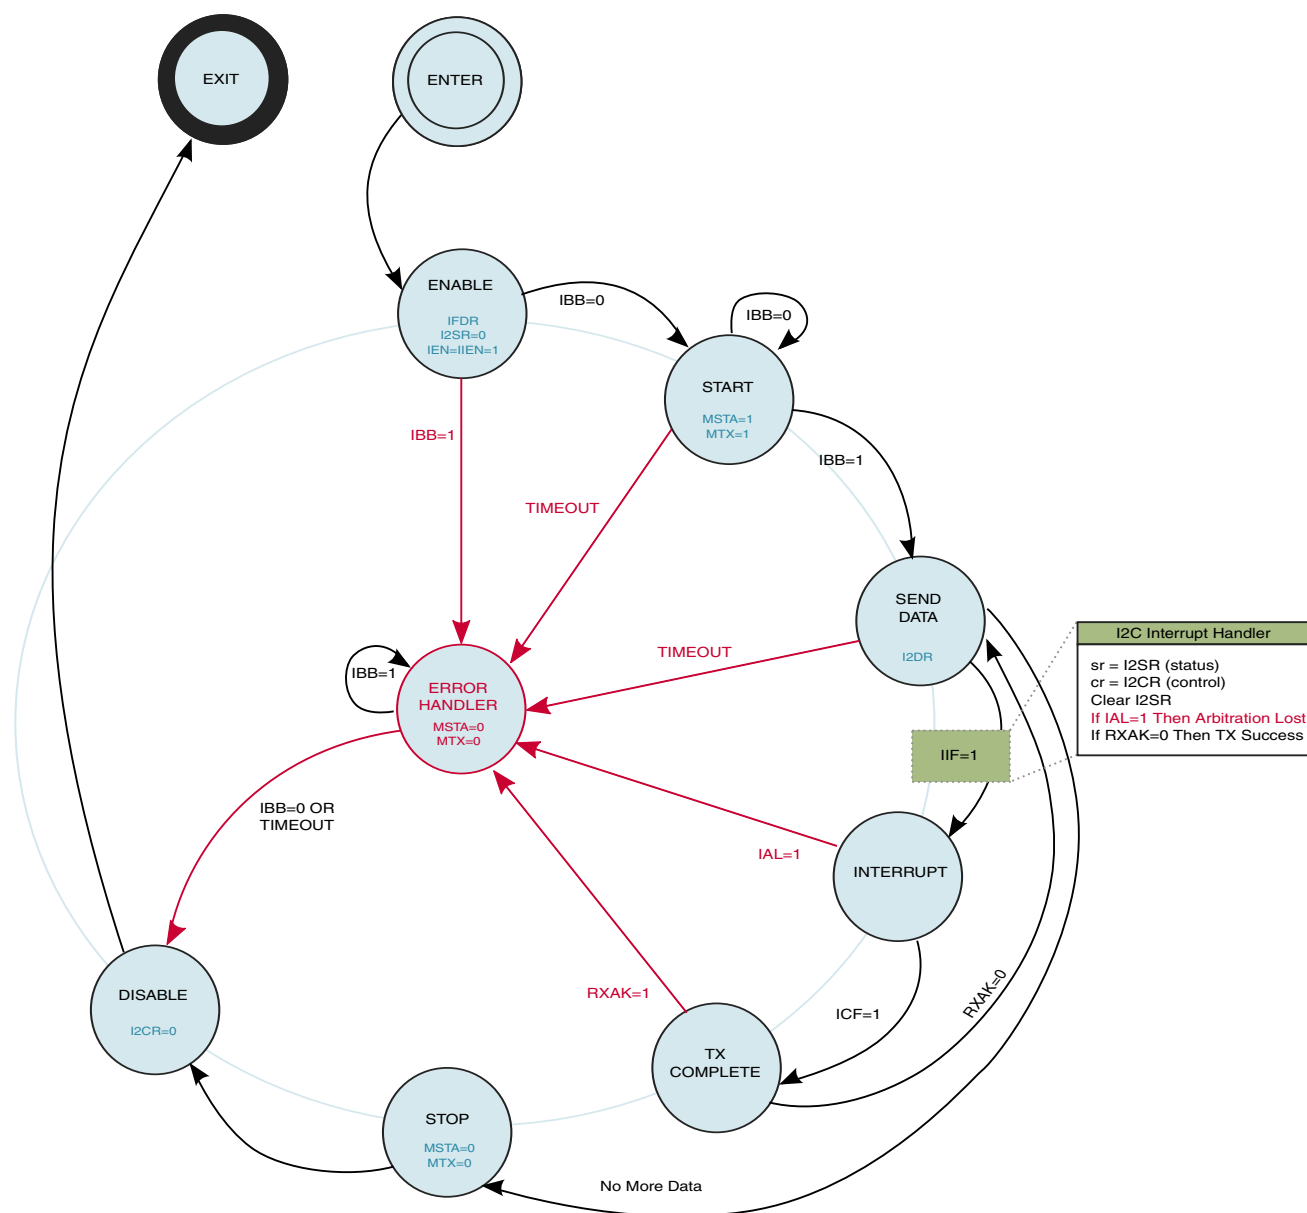 EXIT
ENTER
ENABLE
IFDR
I2SR=0
IEN=IIEN=1
IBB=0
IBB=0
START
MSTA=1
MTX=1
IBB=1
IBB=1
TIMEOUT
SEND
DATA
I2DR
TIMEOUT
I2C Interrupt Handler
sr = I2SR (status)
cr = I2CR (control)
Clear I2SR
If IAL=1 Then Arbitration Lost
If RXAK=0 Then TX Success
IBB=1
ERROR
HANDLER
MSTA=0
MTX=0
IIF=1
IBB=0 OR
TIMEOUT
IAL=1
INTERRUPT
DISABLE
I2CR=0
RXAK=1
ICF=1
RXAK=0
TX
COMPLETE
STOP
MSTA=0
MTX=0
No More Data